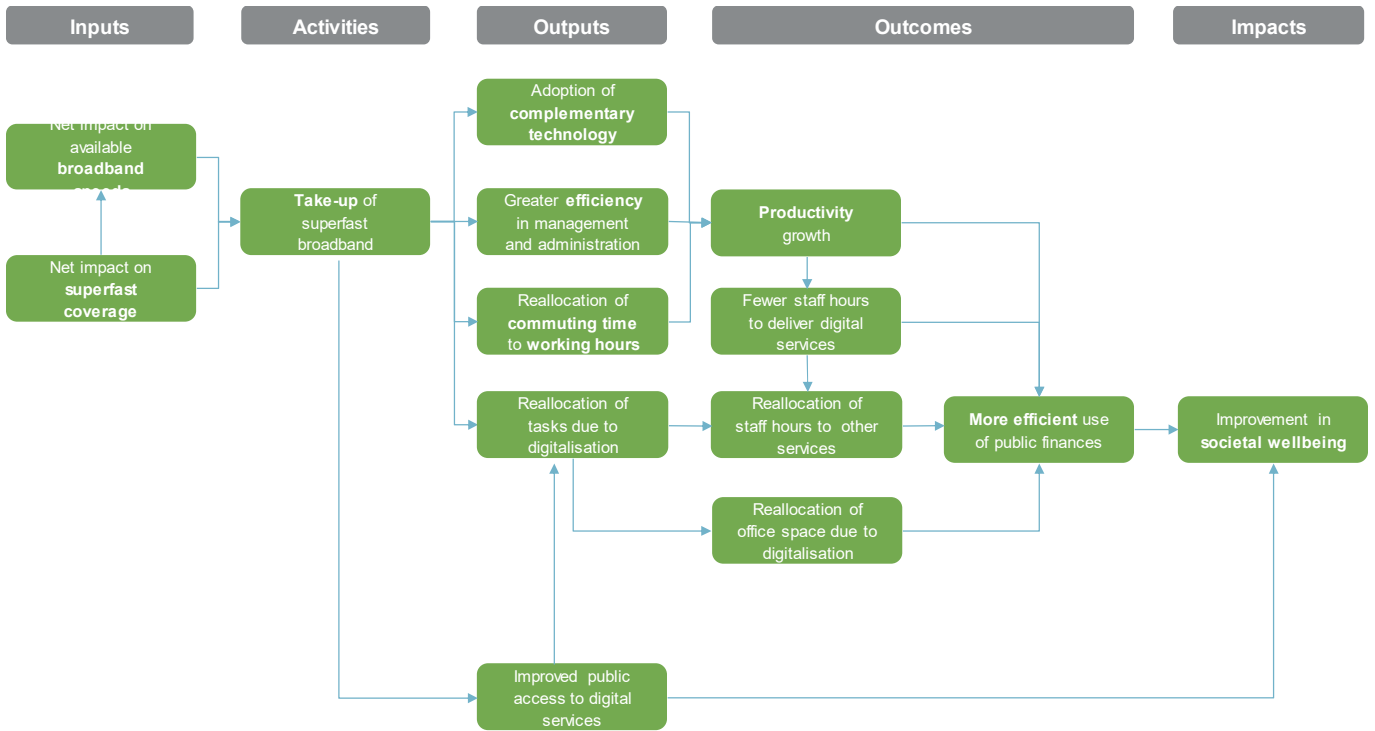 Inputs
Activities
Outputs
Outcomes
Impacts
Net impact on
available
broadband
speeds
Net impact on
superfast
coverage
Take-up of
superfast
broadband
Adoption of
complementary
technology
Greater efficiency
in management
and administration
Reallocation of
commuting time
to working hours
Reallocation of
tasks due to
digitalisation
Improved public
access to digital
services
Productivity
growth
Fewer staff hours
to deliver digital
services
Reallocation of
staff hours to other
services
Reallocation of
office space due to
digitalisation
More efficient use
of public finances
Improvement in
societal wellbeing